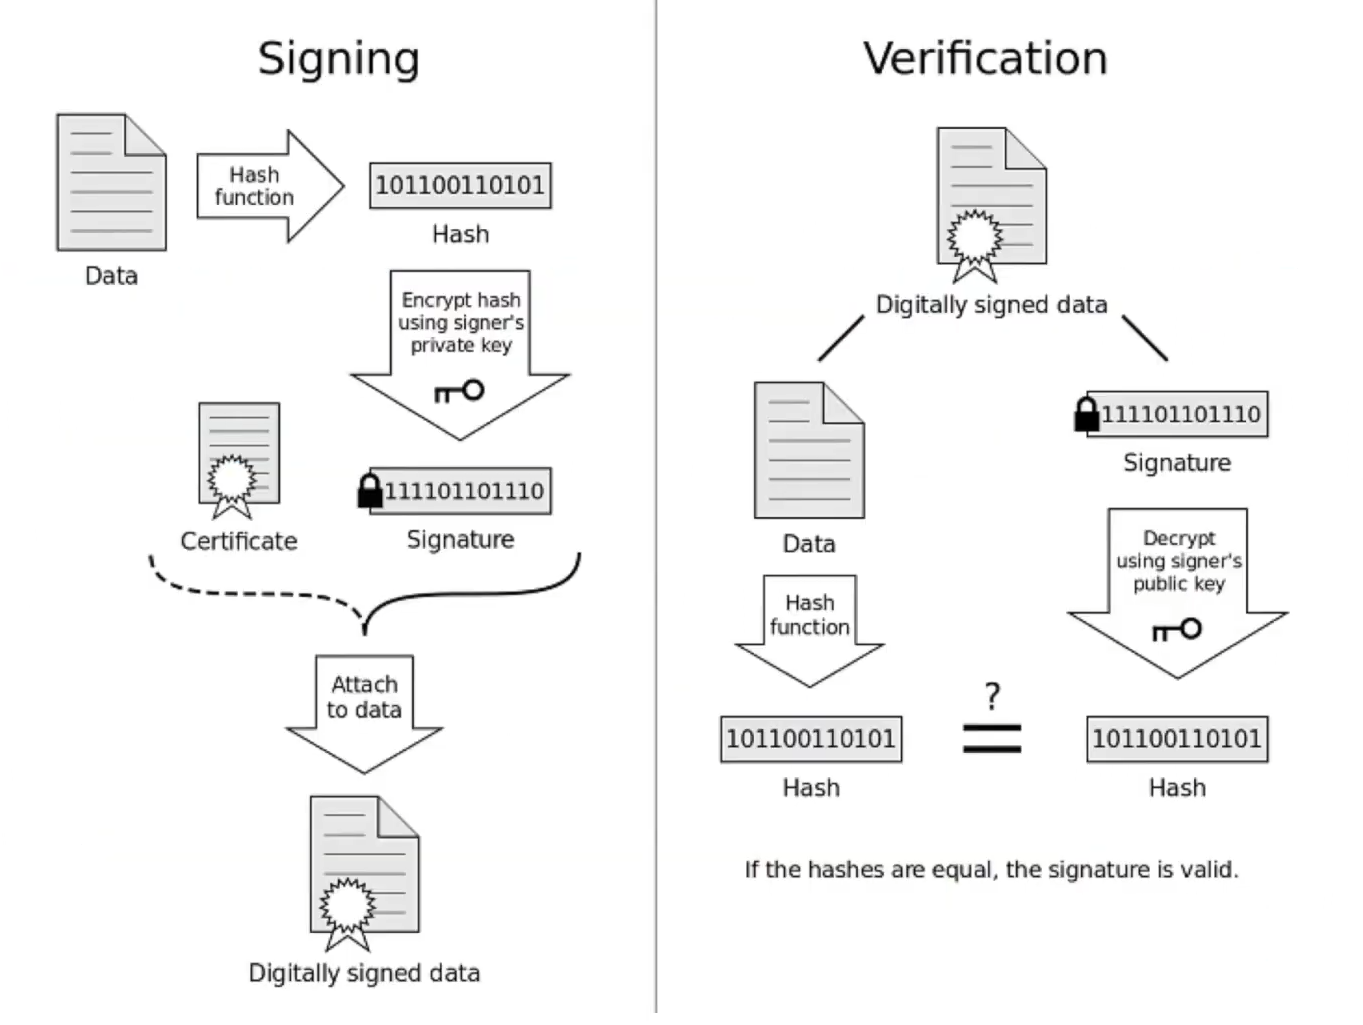 Signing
Hash
function
101100110101
Hash
Data
Encrypt hash
using signer's
private key
111101101110
Certificate
Signature
Attach
to data
Digitally signed data
Verification
Digitally signed data
111101101110
Signature
Data
Decrypt
using signer's
public key
Hash
function
?
101100110101
101100110101
Hash
Hash
If the hashes are equal, the signature is valid.